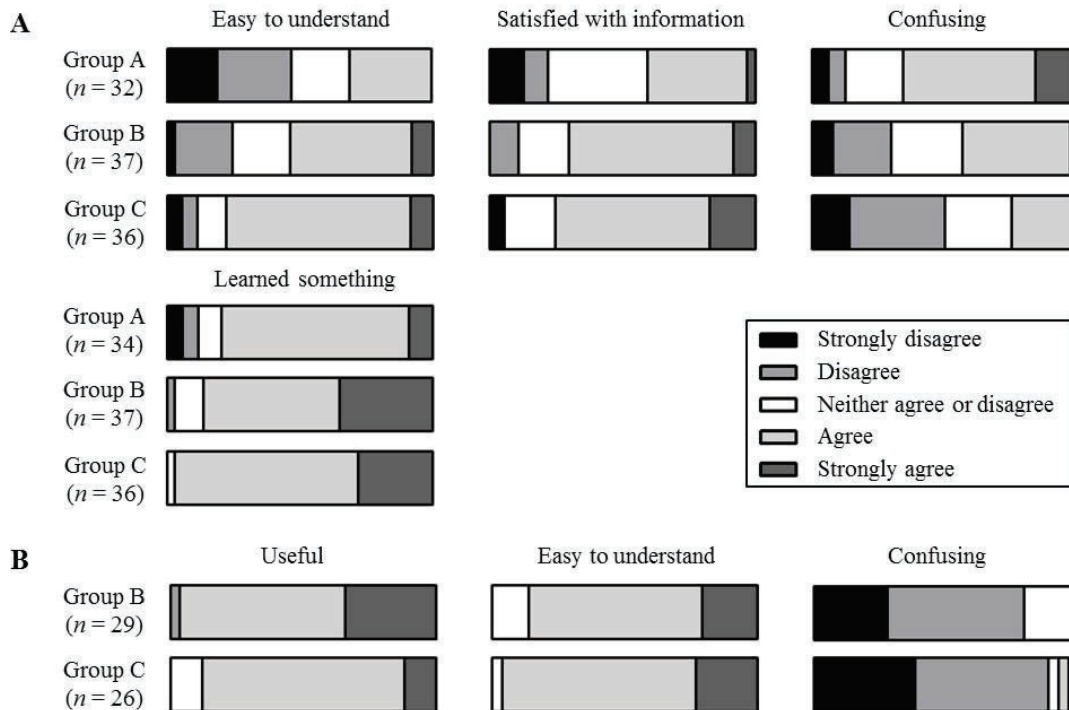 A
Easy to understand
Satisfied with information
Confusing
Group A
(n = 32)
Group B
(n = 37)
Group C
(n = 36)
Learned something
Group A
(n = 34)
Group B
(n = 37)
Group C
(n = 36)
Strongly disagree
Disagree
Neither agree or disagree
Agree
Strongly agree
B
Useful
Easy to understand
Confusing
Group B
(n = 29)
Group C
(n = 26)